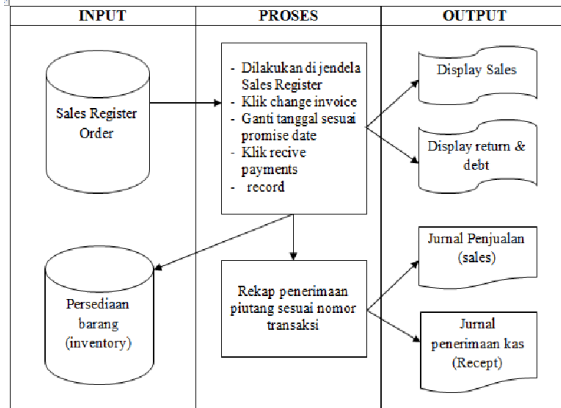 INPUT
PROSES
OUTPUT
Sales Register
Order
- Dilakukan di jendela
Sales Register
- Klik change invoice
- Ganti tanggal sesuai
promise date
- Klik recive
payments
- record
Display Sales
Display return &
debt
Persediaan
barang
(inventory)
Rekap penerimaan
piutang sesuai nomor
transaksi
Jurnal Penjualan
(sales)
Jurnal
penerimaan kas
(Recept)